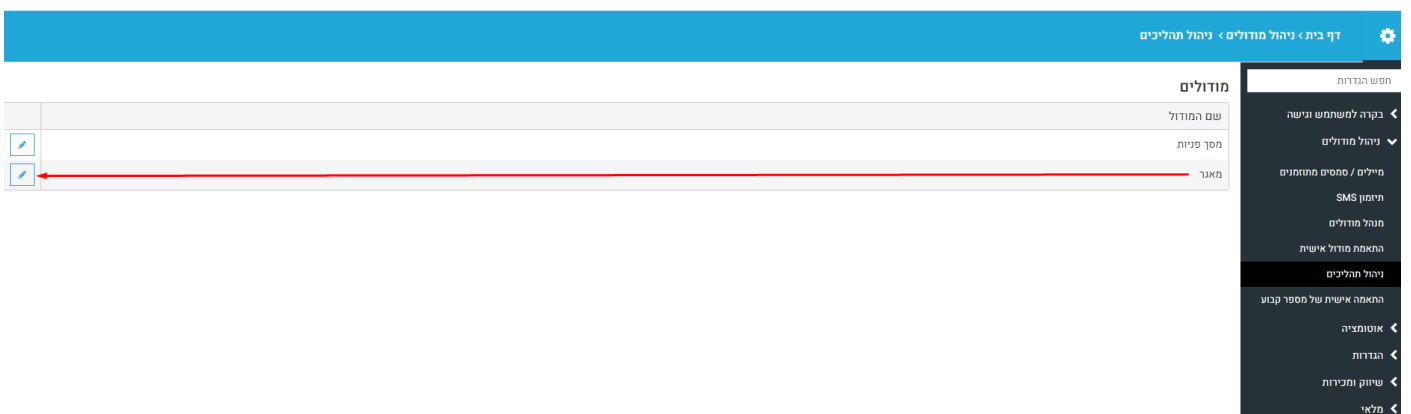 דף בית > ניהול מודולים > ניהול תהליכים
חפש הגדרות
בקרה למשתמש וגישה
ניהול מודולים
מיילים / סמסים מתוזמנים
תיזמון SMS
מנהל מודולים
התאמת מודול אישית
ניהול תהליכים
התאמה אישית של מספר קבוע
אוטומציה
הגדרות
שיווק ומכירות
מלאי
מודולים
שם המודול
מסך פניות
מאגר